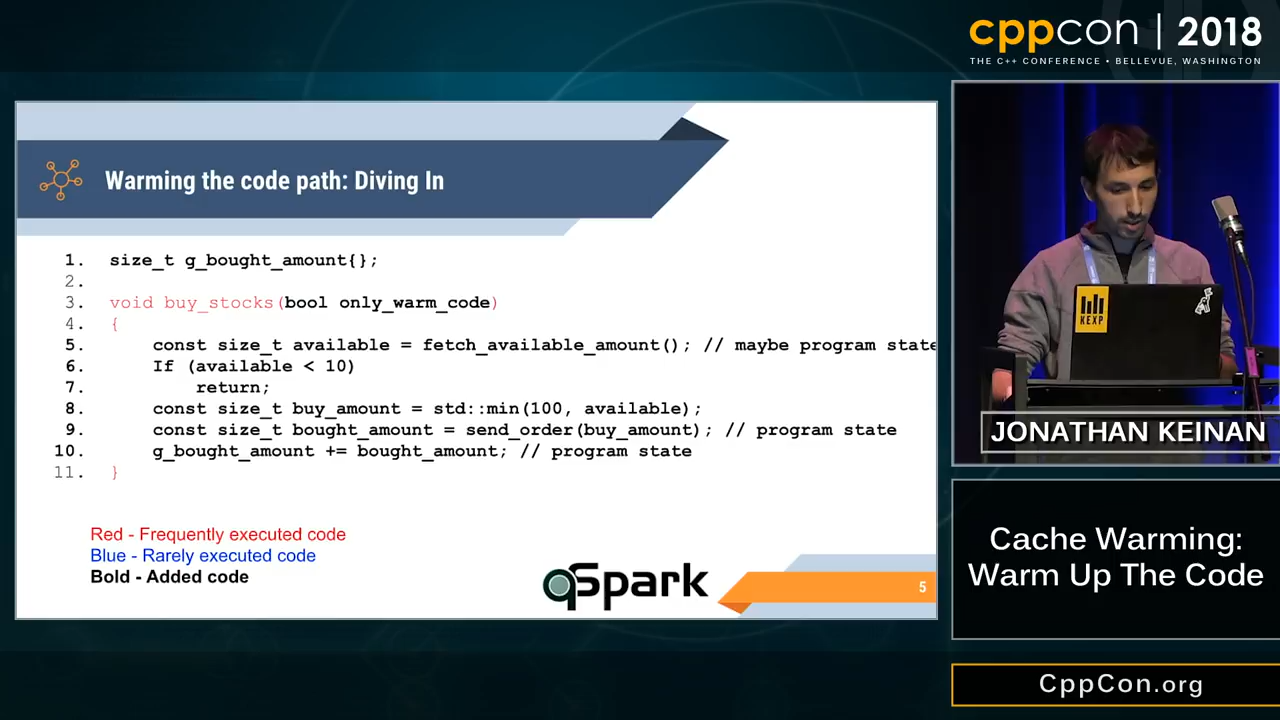 cppcon | 2018
THE C++ CONFERENCE • BELLEVUE, WASHINGTON
Warming the code path: Diving In
1. size_t g_bought_amount{};
2.
3. void buy_stocks(bool only_warm_code)
4. {
5. const size_t available = fetch_available_amount(); // maybe program state
6. If (available < 10)
7. return;
8. const size_t buy_amount = std::min(100, available);
9. const size_t bought_amount = send_order(buy_amount); // program state
10. g_bought_amount += bought_amount; // program state
11. }
Red - Frequently executed code
Blue - Rarely executed code
Bold - Added code
qSpark
5
KEXP
JONATHAN KEINAN
Cache Warming:
Warm Up The Code
CppCon.org